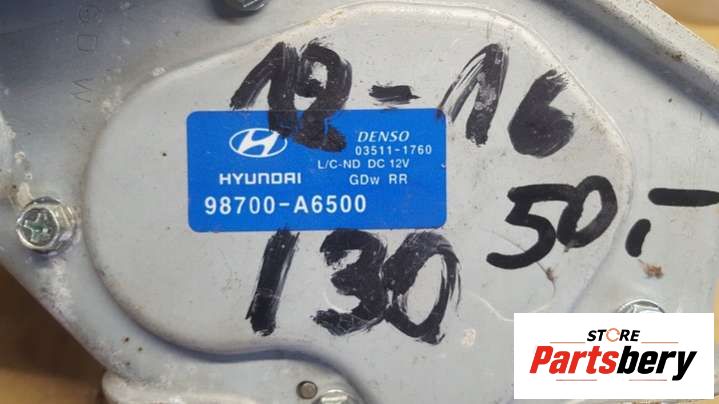 12-16
DENSO
03511-1760
L/C-ND DC 12V
HYUNDAI GDw RR
98700-A6500
50,-
130
STORE
Partsbery